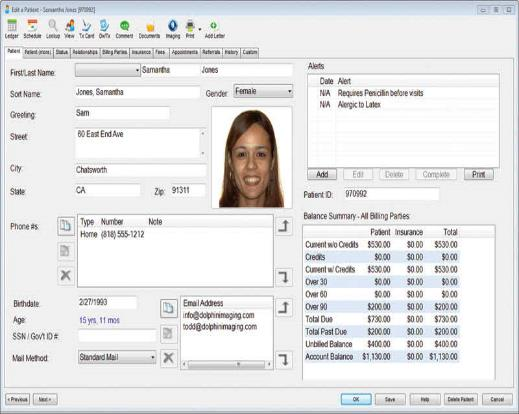 Edit a Patient - Samantha Jones [970992]
Ledger Schedule Lookup View Tx Card Dx/Tx Comment Documents Imaging Print Add Letter
Patient Patient (more) Status Relationships Billing Parties Insurance Fees Appointments Referrals History Custom
First/Last Name: Samantha Jones
Sort Name: Jones, Samantha Gender: Female
Greeting: Sam
Street: 60 East End Ave
City: Chatsworth
State: CA Zip: 91311
Phone #s: Type Number Note
Home (818) 555-1212
Birthdate: 2/27/1993
Age: 15 yrs, 11 mos
SSN / Gov't ID #:
Mail Method: Standard Mail
Email Address
info@dolphinimaging.com
todd@dolphinimaging.com
Alerts
Date Alert
N/A Requires Penicillin before visits
N/A Alergic to Latex
Add Edit Delete Complete Print
Patient ID: 970992
Balance Summary - All Billing Parties:
Patient Insurance Total
Current w/o Credits $530.00 $0.00 $530.00
Credits $0.00 $0.00 $0.00
Current w/ Credits $530.00 $0.00 $530.00
Over 30 $0.00 $0.00 $0.00
Over 60 $0.00 $0.00 $0.00
Over 90 $200.00 $0.00 $200.00
Total Due $730.00 $0.00 $730.00
Total Past Due $200.00 $0.00 $200.00
Unbilled Balance $400.00 $0.00 $400.00
Account Balance $1,130.00 $0.00 $1,130.00
< Previous Next > OK Save Help Delete Patient Cancel